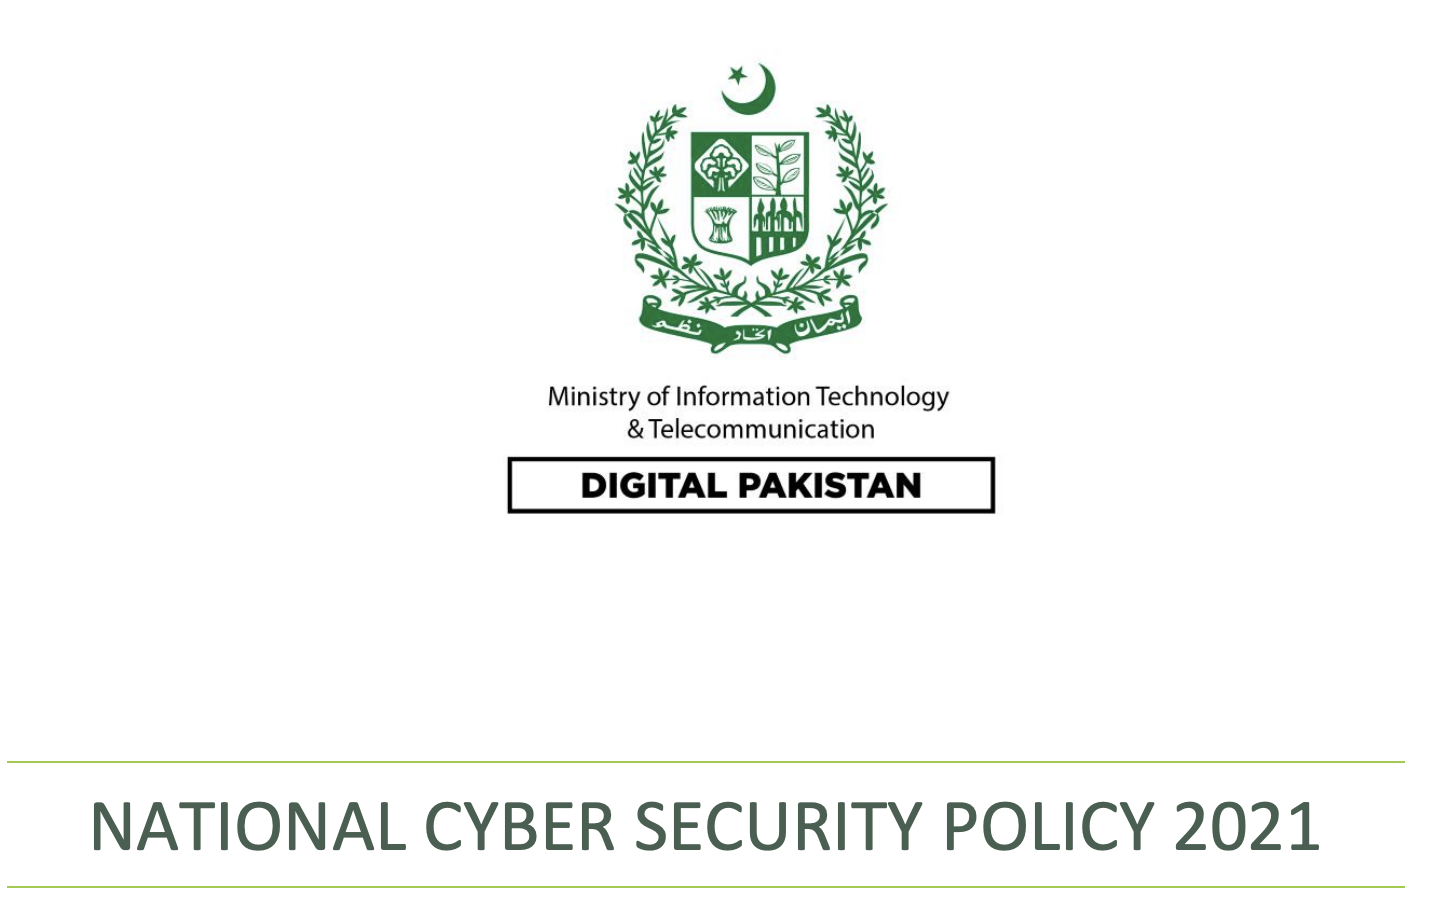 ایمان اتحاد نظم
Ministry of Information Technology
& Telecommunication
DIGITAL PAKISTAN
NATIONAL CYBER SECURITY POLICY 2021